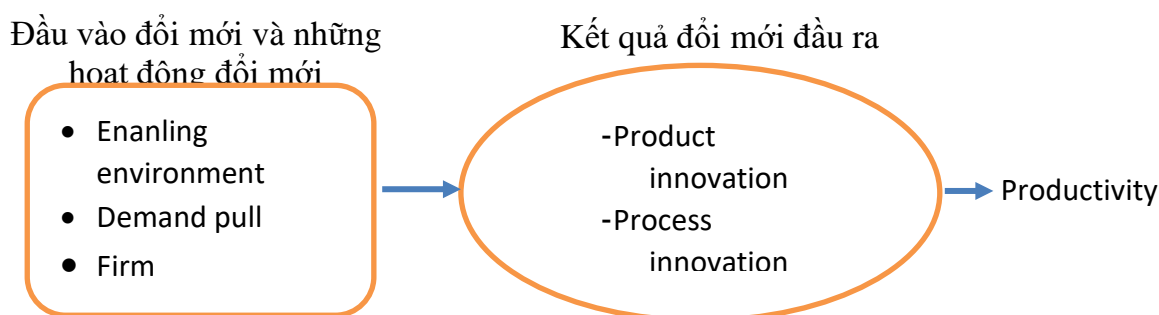 Đầu vào đổi mới và những
hoạt động đổi mới
Kết quả đổi mới đầu ra
• Enanling
environment
• Demand pull
• Firm
-Product
innovation
-Process
innovation
Productivity